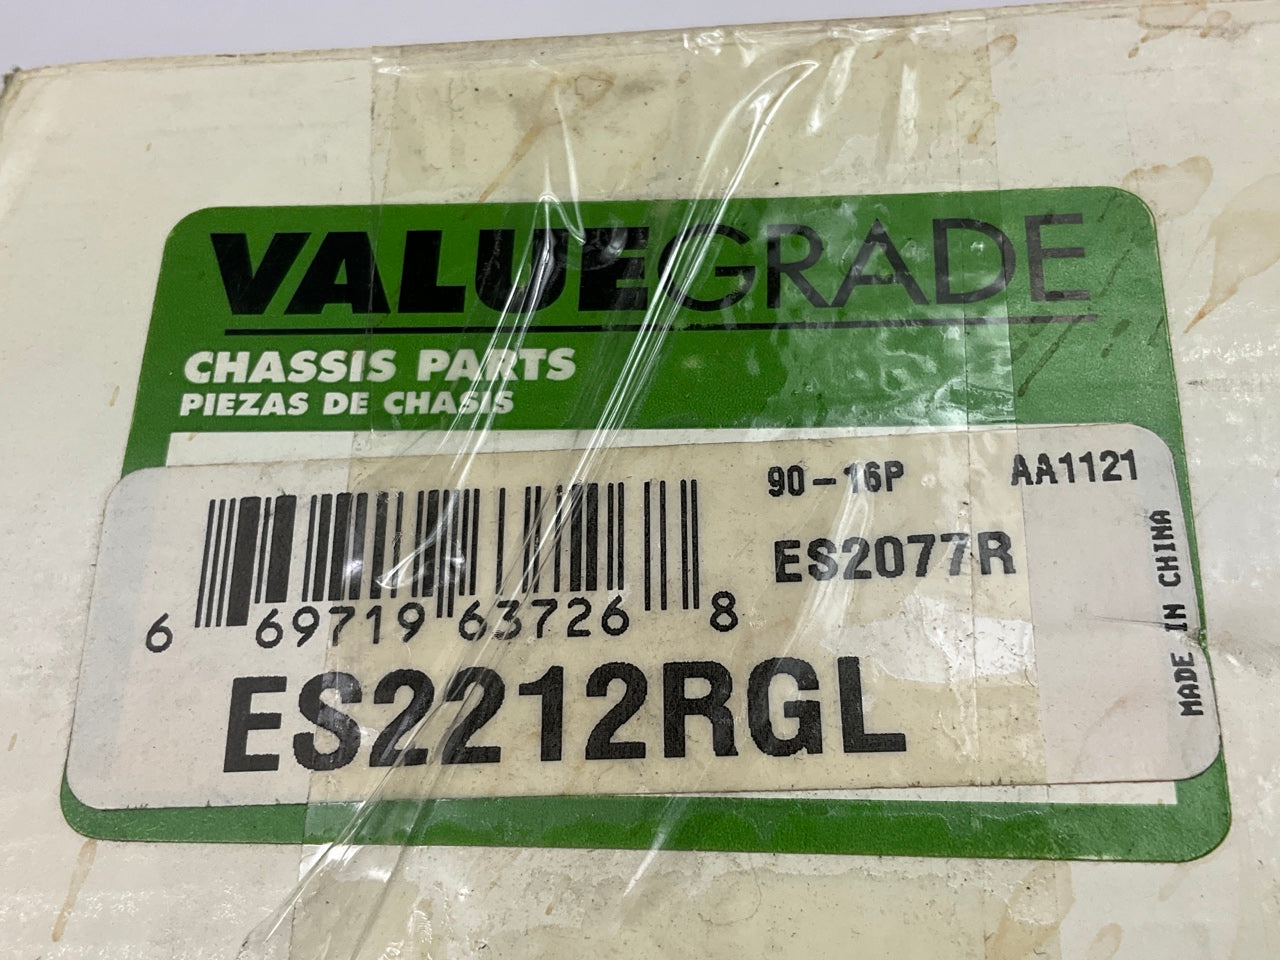 VALUEGRADE
CHASSIS PARTS
PIEZAS DE CHASIS
90-16P AA1121
ES2077R
6 69719 63726 8
ES2212RGL
MADE IN CHINA